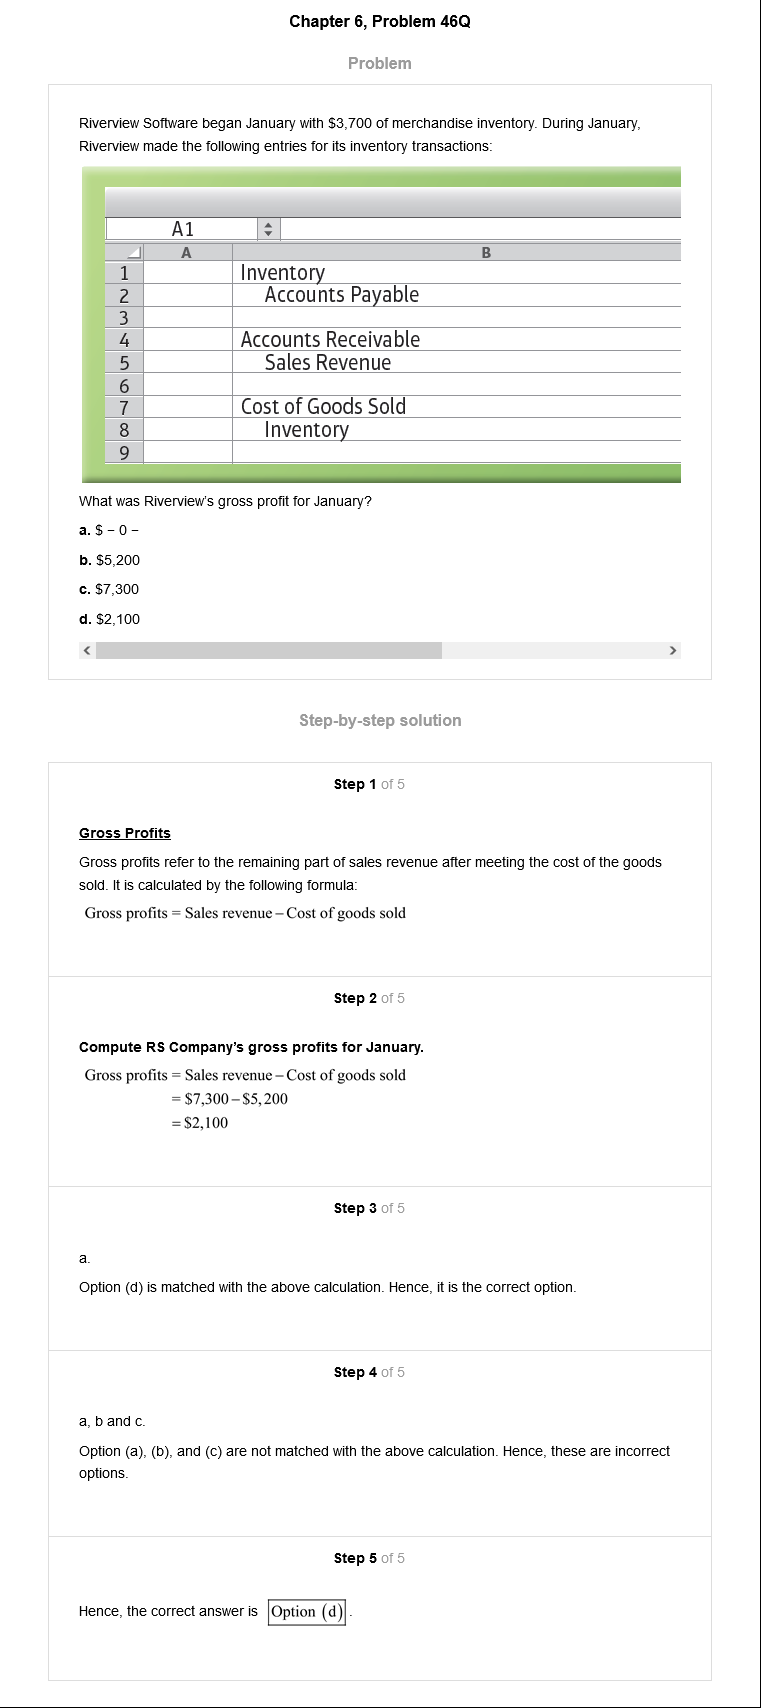 Chapter 6, Problem 46Q
Problem
Riverview Software began January with $3,700 of merchandise inventory. During January,
Riverview made the following entries for its inventory transactions:
A1
A B
1 Inventory
2 Accounts Payable
3
4 Accounts Receivable
5 Sales Revenue
6
7 Cost of Goods Sold
8 Inventory
9
What was Riverview's gross profit for January?
a. $ – 0 –
b. $5,200
c. $7,300
d. $2,100
Step-by-step solution
Step 1 of 5
Gross Profits
Gross profits refer to the remaining part of sales revenue after meeting the cost of the goods
sold. It is calculated by the following formula:
Gross profits = Sales revenue – Cost of goods sold
Step 2 of 5
Compute RS Company's gross profits for January.
Gross profits = Sales revenue – Cost of goods sold
= $7,300 – $5,200
= $2,100
Step 3 of 5
a.
Option (d) is matched with the above calculation. Hence, it is the correct option.
Step 4 of 5
a, b and c.
Option (a), (b), and (c) are not matched with the above calculation. Hence, these are incorrect
options.
Step 5 of 5
Hence, the correct answer is Option (d).